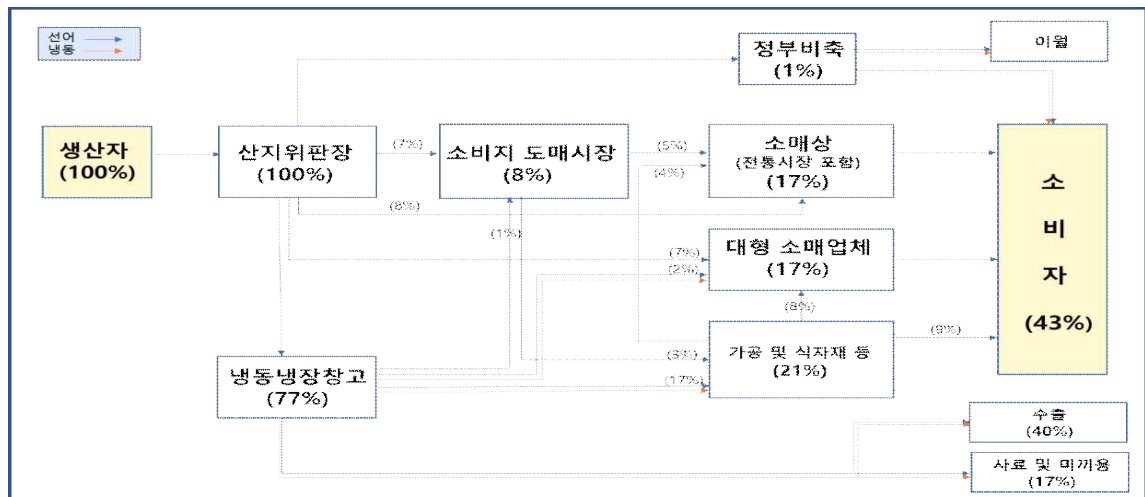 선어
냉동
정부비축
(1%)
이월
생산자
(100%)
산지위판장
(100%)
(7%)
소비지 도매시장
(8%)
(5%)
(4%)
소매상
(전통시장 포함)
(17%)
소
비
자
(43%)
(8%)
(1%)
(7%)
(2%)
대형 소매업체
(17%)
(8%)
냉동냉장창고
(77%)
(3%)
(17%)
가공 및 식자재 등
(21%)
(9%)
수출
(40%)
사료 및 미끼용
(17%)